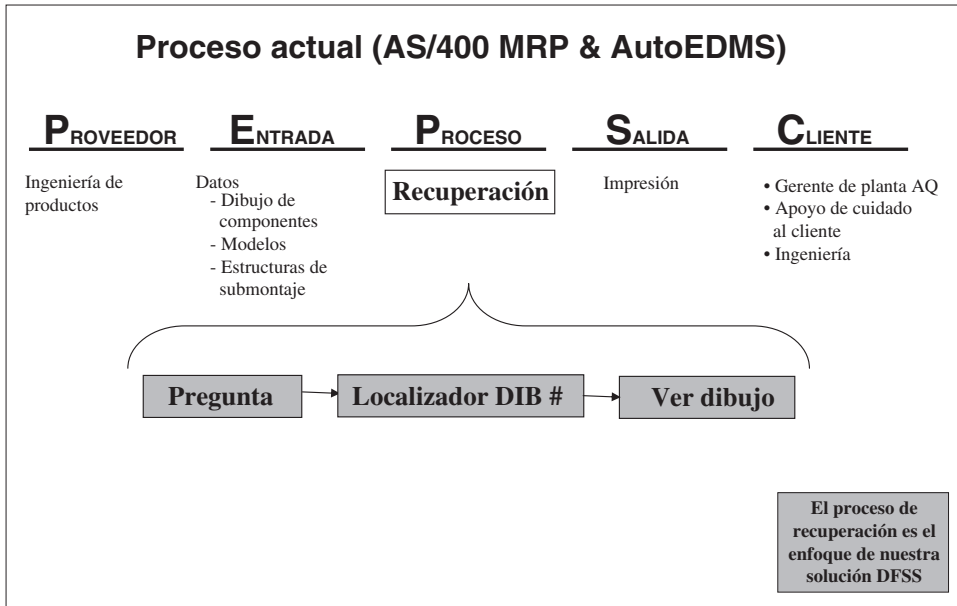 Proceso actual (AS/400 MRP & AutoEDMS)
PROVEEDOR
ENTRADA
PROCESO
SALIDA
CLIENTE
Ingeniería de
productos
Datos
- Dibujo de
componentes
- Modelos
- Estructuras de
submontaje
Recuperación
Impresión
• Gerente de planta AQ
• Apoyo de cuidado
al cliente
• Ingeniería
Pregunta
Localizador DIB #
Ver dibujo
El proceso de
recuperación es el
enfoque de nuestra
solución DFSS